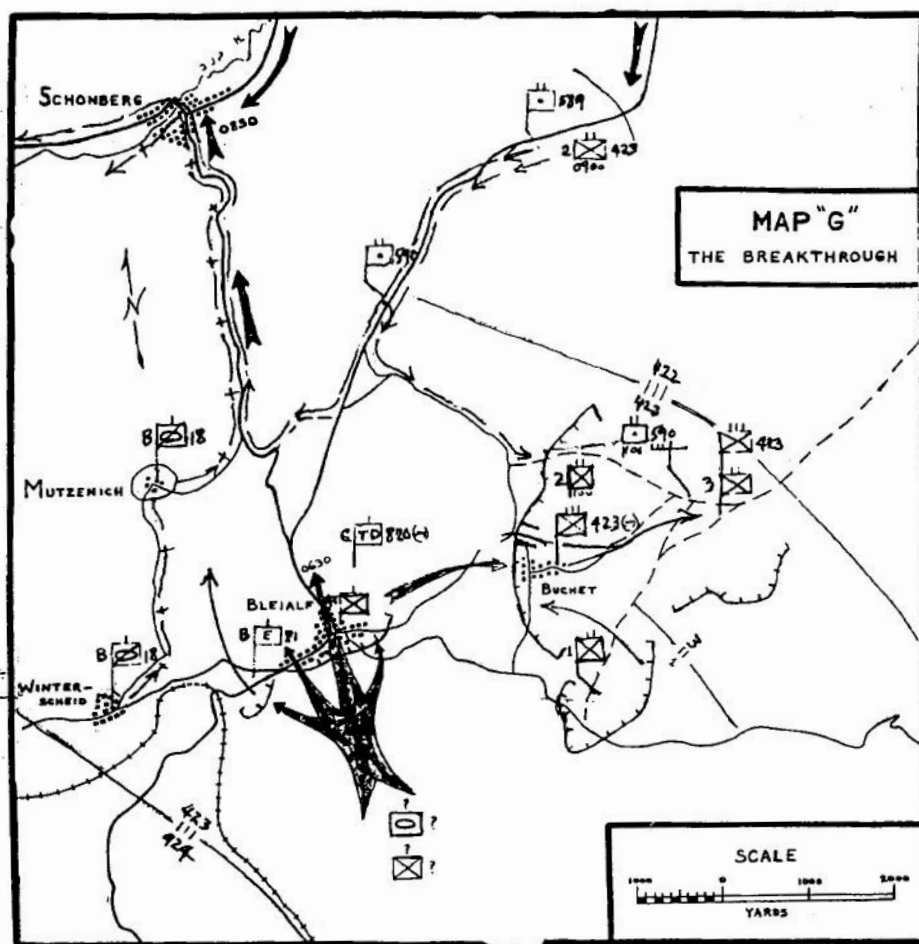 SCHONBERG
0830
589
2 423
0900
MAP "G"
THE BREAKTHROUGH
590
N
422
423
B 18
590
423
MUTZENICH
2
3
G TD 820(-)
423(-)
0630
BLEIALF
BUCHET
B E 81
1
B 18
WINTER-
SCHEID
423
424
? ?
? ?
SCALE
1000 0 1000 2000
YARDS